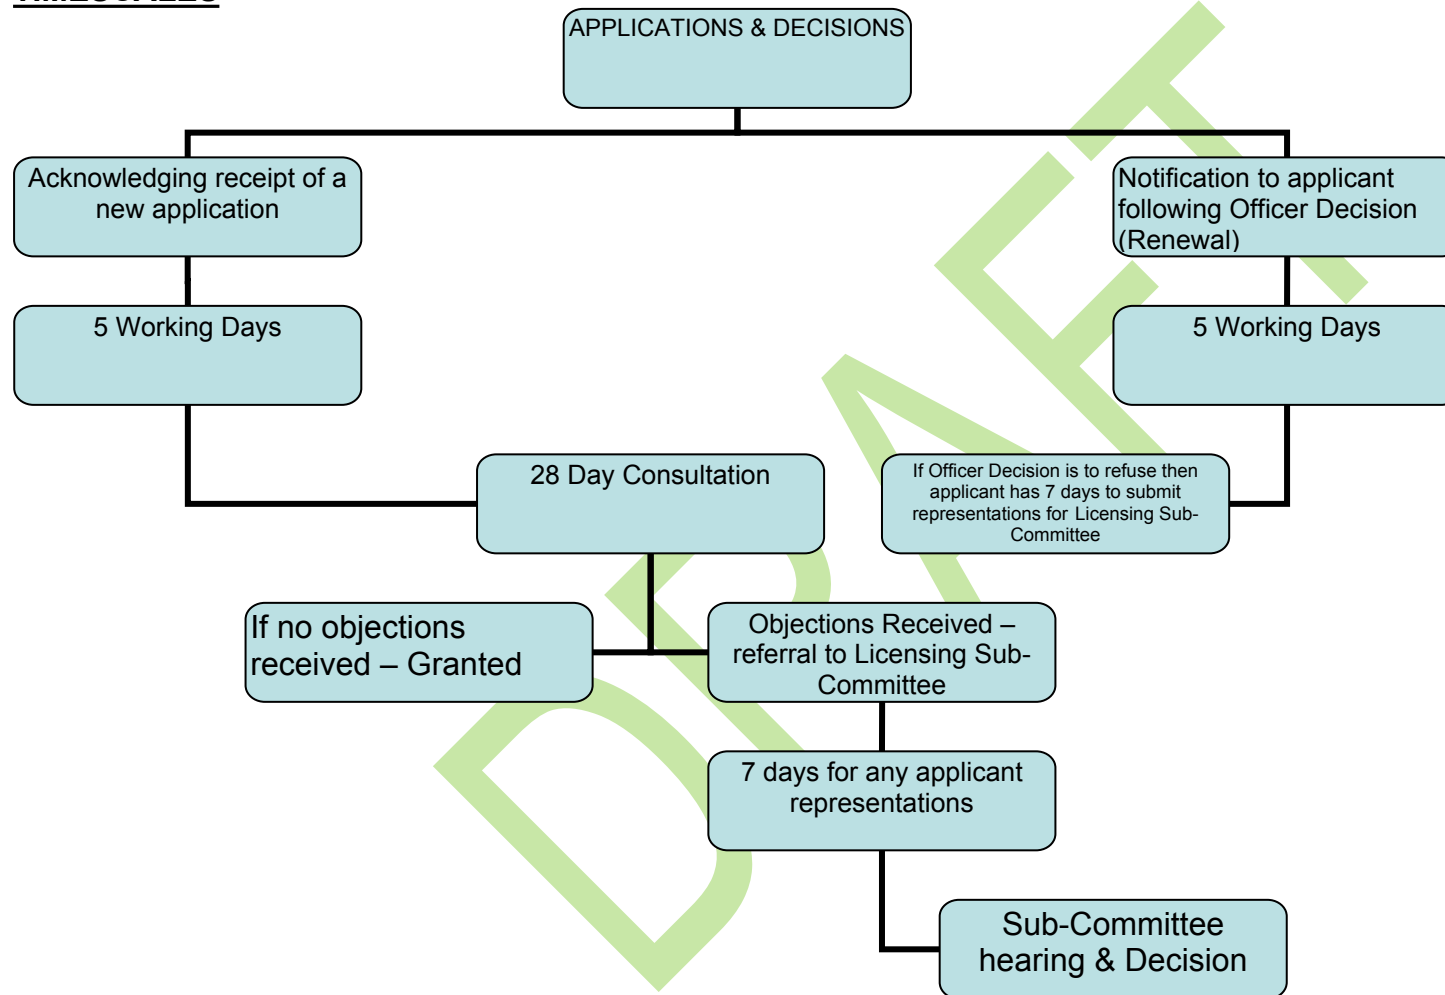 TIMESCALES
APPLICATIONS & DECISIONS
Acknowledging receipt of a
new application
Notification to applicant
following Officer Decision
(Renewal)
5 Working Days
5 Working Days
28 Day Consultation
If Officer Decision is to refuse then
applicant has 7 days to submit
representations for Licensing Sub-
Committee
If no objections
received – Granted
Objections Received –
referral to Licensing Sub-
Committee
7 days for any applicant
representations
Sub-Committee
hearing & Decision
DRAFT